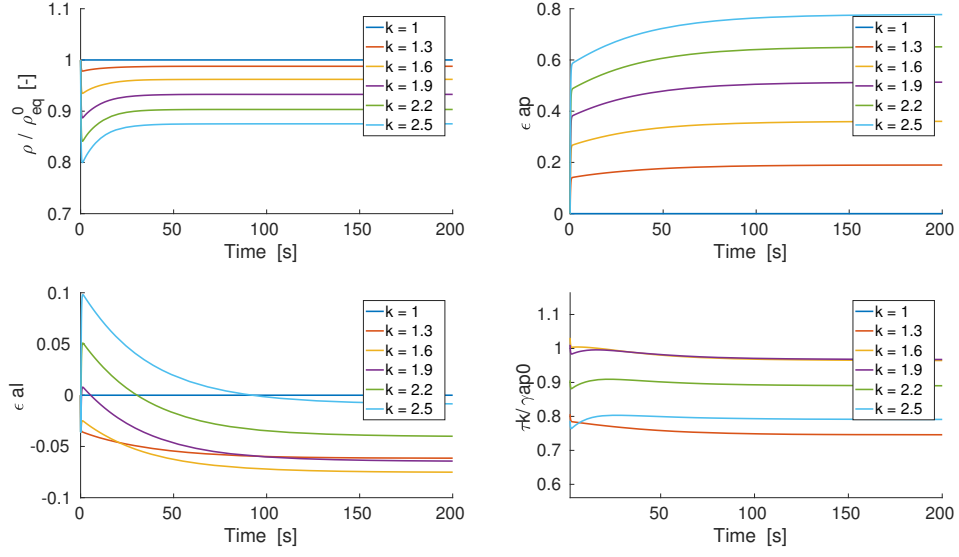 1.1
1
0.9
0.8
0.7
ρ / ρ⁰eq [-]
0 50 100 150 200
Time [s]
k = 1
k = 1.3
k = 1.6
k = 1.9
k = 2.2
k = 2.5
0.8
0.6
0.4
0.2
0
ϵ ap
0 50 100 150 200
Time [s]
k = 1
k = 1.3
k = 1.6
k = 1.9
k = 2.2
k = 2.5
0.1
0.05
0
-0.05
-0.1
ϵ al
0 50 100 150 200
Time [s]
k = 1
k = 1.3
k = 1.6
k = 1.9
k = 2.2
k = 2.5
1.1
1
0.9
0.8
0.7
0.6
τk/γap0
50 100 150 200
Time [s]
k = 1
k = 1.3
k = 1.6
k = 1.9
k = 2.2
k = 2.5